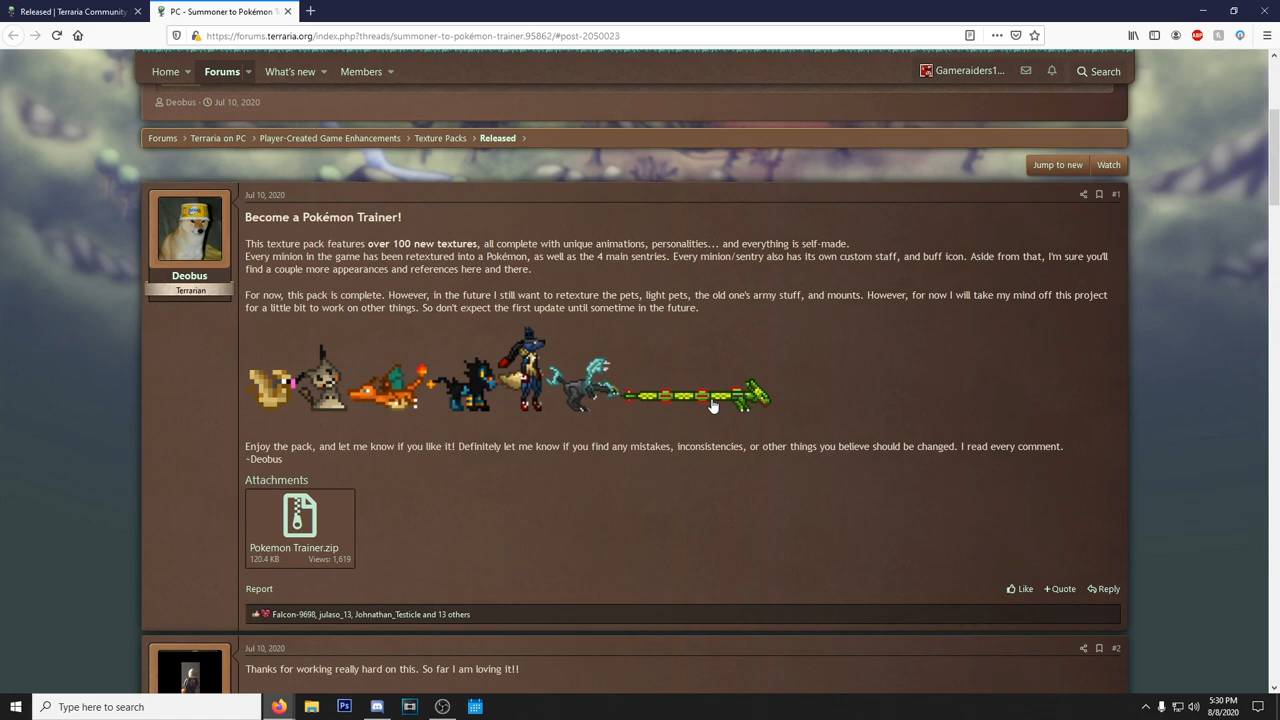 Released | Terraria Community
PC - Summoner to Pokémon T
https://forums.terraria.org/index.php?threads/summoner-to-pokémon-trainer.95862/#post-2050023
Home Forums What's new Members Gameraiders1... Search
Deobus Jul 10, 2020
Forums Terraria on PC Player-Created Game Enhancements Texture Packs Released
Jump to new Watch
Jul 10, 2020 #1
Become a Pokémon Trainer!
This texture pack features over 100 new textures, all complete with unique animations, personalities... and everything is self-made.
Every minion in the game has been retextured into a Pokémon, as well as the 4 main sentries. Every minion/sentry also has its own custom staff, and buff icon. Aside from that, I'm sure you'll
find a couple more appearances and references here and there.
Deobus
Terrarian
For now, this pack is complete. However, in the future I still want to retexture the pets, light pets, the old one's army stuff, and mounts. However, for now I will take my mind off this project
for a little bit to work on other things. So don't expect the first update until sometime in the future.
Enjoy the pack, and let me know if you like it! Definitely let me know if you find any mistakes, inconsistencies, or other things you believe should be changed. I read every comment.
~Deobus
Attachments
Pokemon Trainer.zip
120.4 KB Views: 1,619
Report Like +Quote Reply
Falcon-9698, julaso_13, Johnathan_Testicle and 13 others
Jul 10, 2020 #2
Thanks for working really hard on this. So far I am loving it!!
Type here to search
5:30 PM
8/8/2020